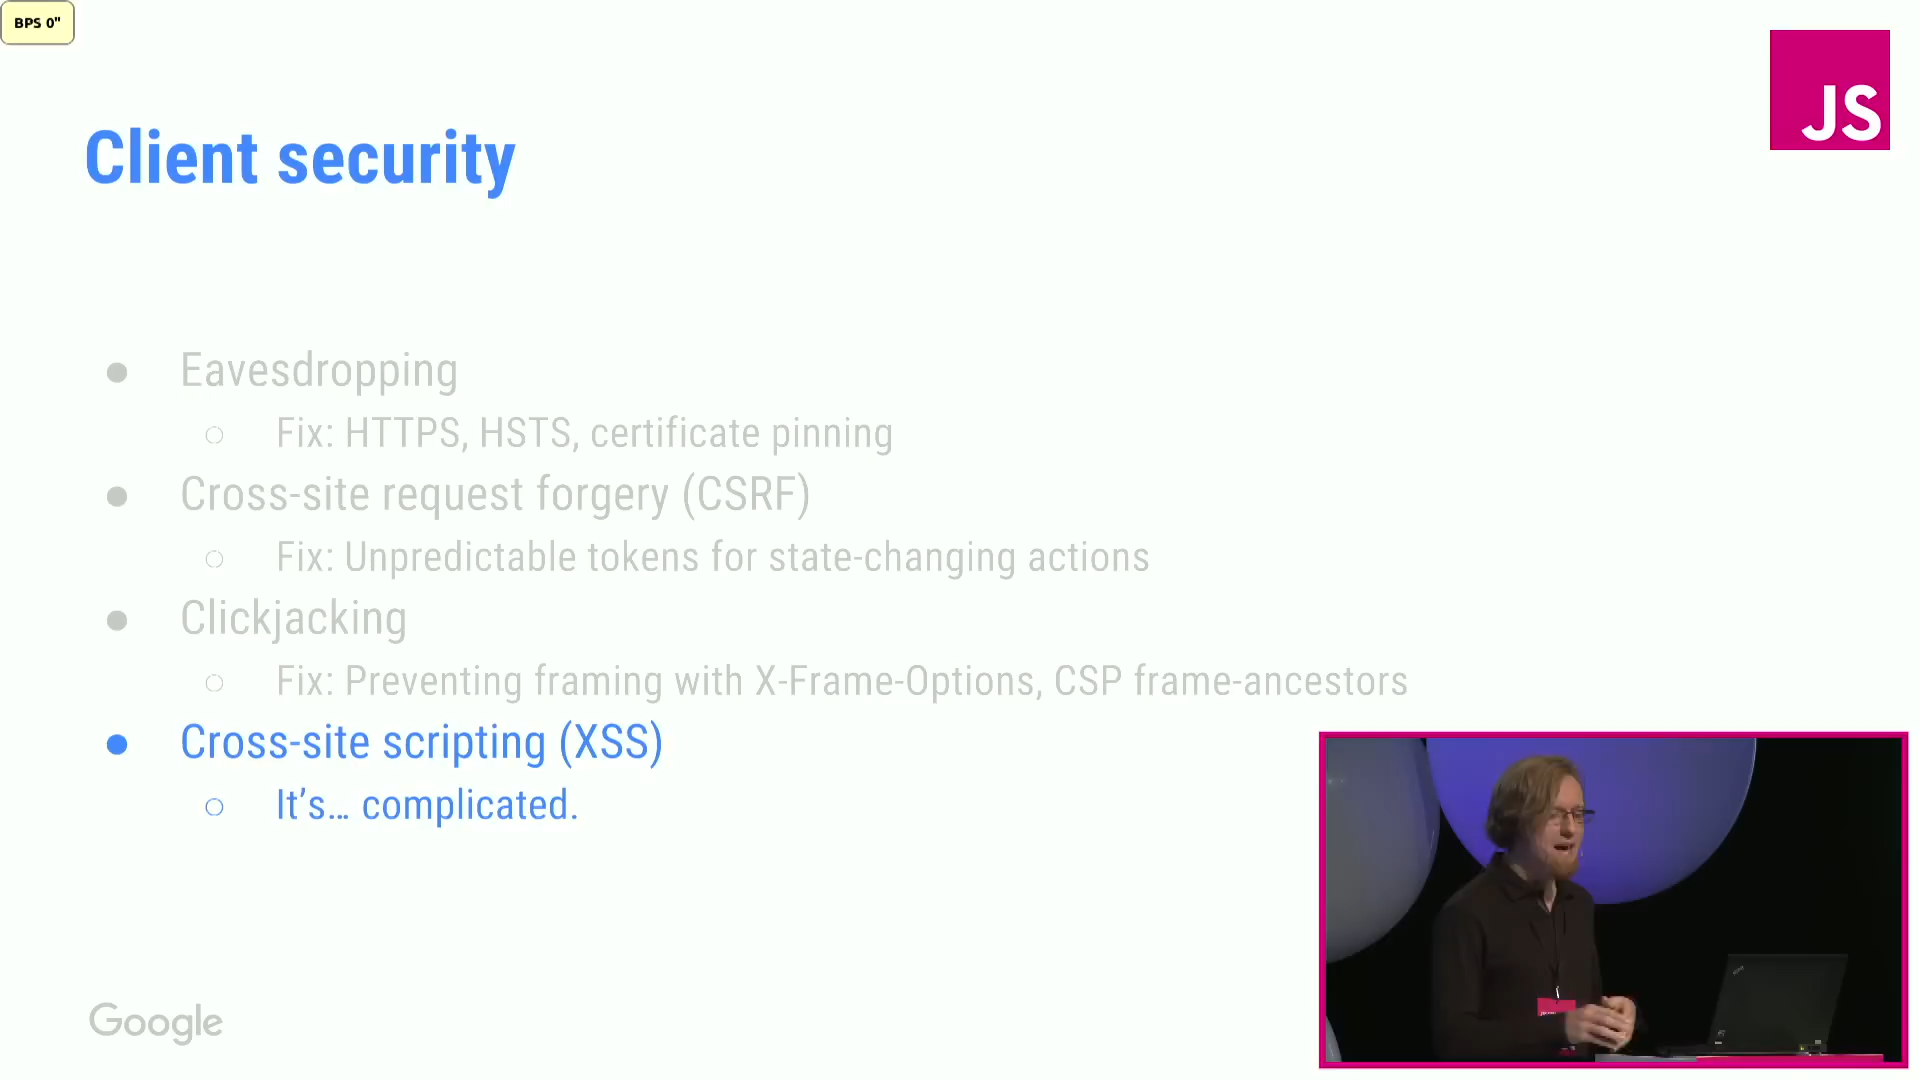 BPS 0"
JS
Client security
● Eavesdropping
○ Fix: HTTPS, HSTS, certificate pinning
● Cross-site request forgery (CSRF)
○ Fix: Unpredictable tokens for state-changing actions
● Clickjacking
○ Fix: Preventing framing with X-Frame-Options, CSP frame-ancestors
● Cross-site scripting (XSS)
○ It’s… complicated.
Google